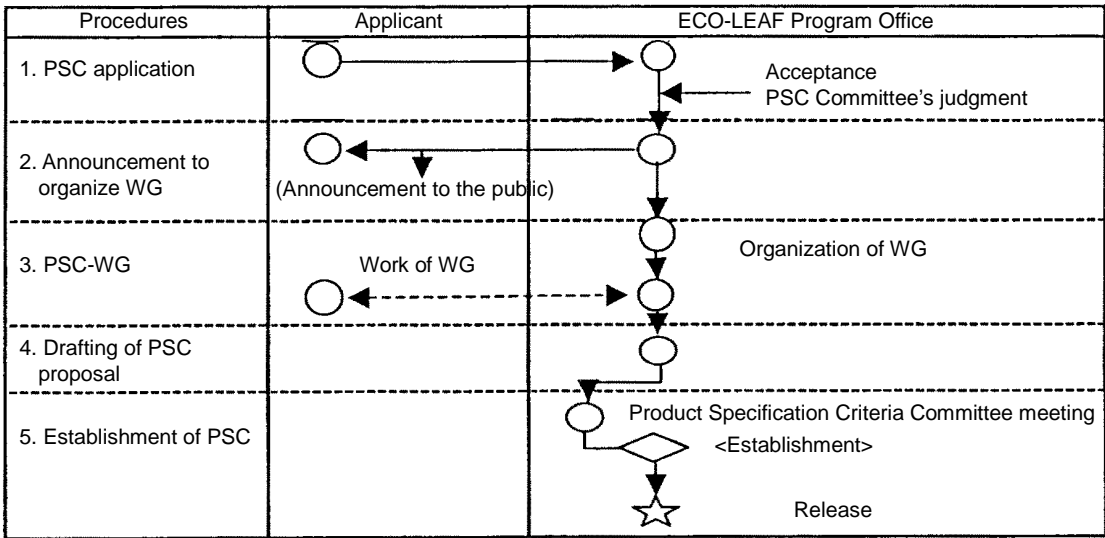 Procedures
Applicant
ECO-LEAF Program Office
1. PSC application
Acceptance
PSC Committee's judgment
2. Announcement to
organize WG
(Announcement to the public)
3. PSC-WG
Work of WG
Organization of WG
4. Drafting of PSC
proposal
5. Establishment of PSC
Product Specification Criteria Committee meeting
<Establishment>
Release